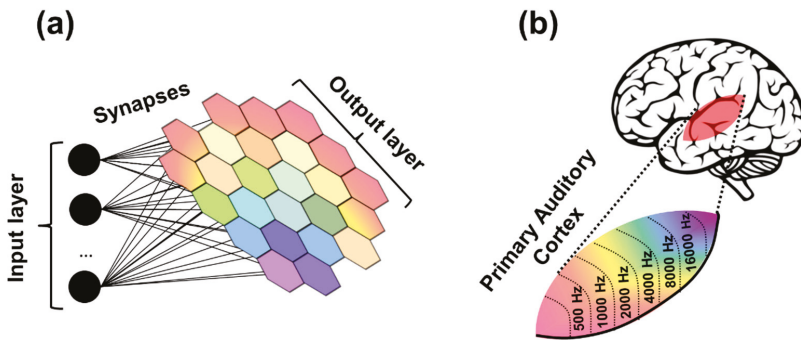 (a)
Synapses
Output layer
Input layer
...
(b)
Primary Auditory
Cortex
500 Hz
1000 Hz
2000 Hz
4000 Hz
8000 Hz
16000 Hz